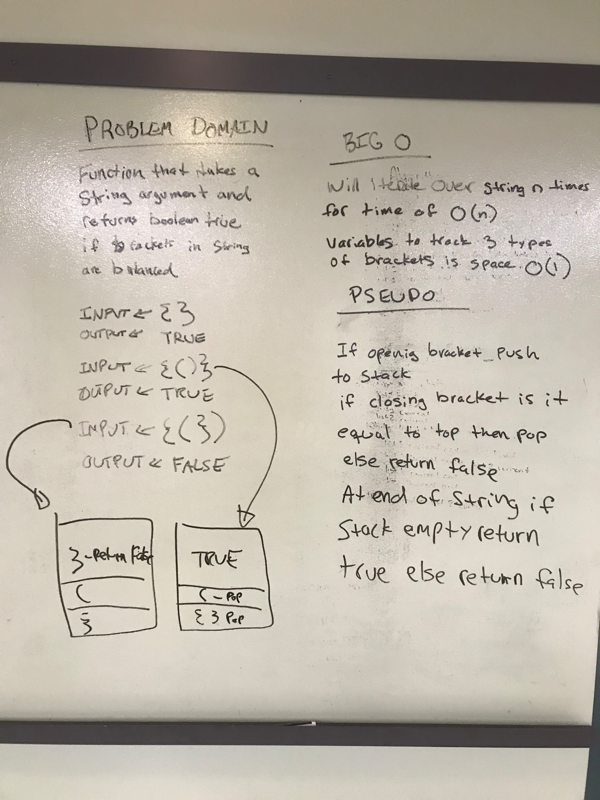 PROBLEM DOMAIN
Function that takes a
String argument and
returns boolean true
if brackets in String
are balanced
INPUT ← { }
OUTPUT ← TRUE
INPUT ← {()}
OUTPUT ← TRUE
INPUT ← {(})
OUTPUT ← FALSE
}-return false
(
{
TRUE
( - POP
{ } POP
BIG O
Will iterate over string n times
for time of O(n)
variables to track 3 types
of brackets is space O(1)
PSEUDO
If openig bracket push
to stack
if closing bracket is it
equal to top then pop
else return false
At end of string if
Stack empty return
true else return false